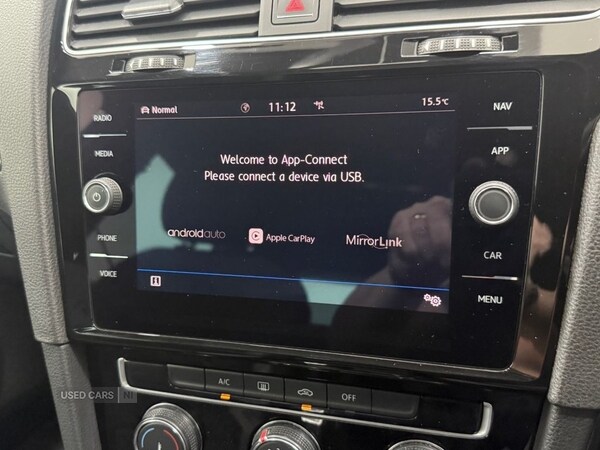 Normal 11:12 15.5°C
RADIO
MEDIA
PHONE
VOICE
Welcome to App-Connect
Please connect a device via USB.
androidauto Apple CarPlay MirrorLink
NAV
APP
CAR
MENU
A/C OFF
USED CARS NI